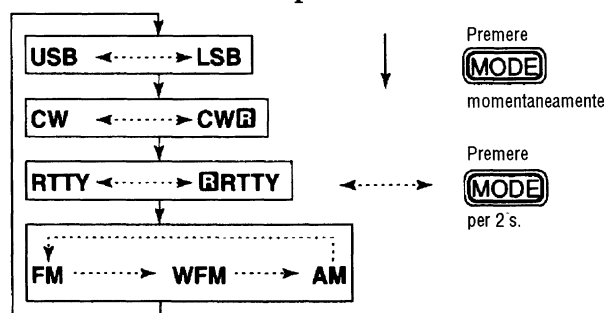 USB LSB
Premere
MODE
momentaneamente
CW CWR
RTTY RRTTY
Premere
MODE
per 2 s.
FM WFM AM